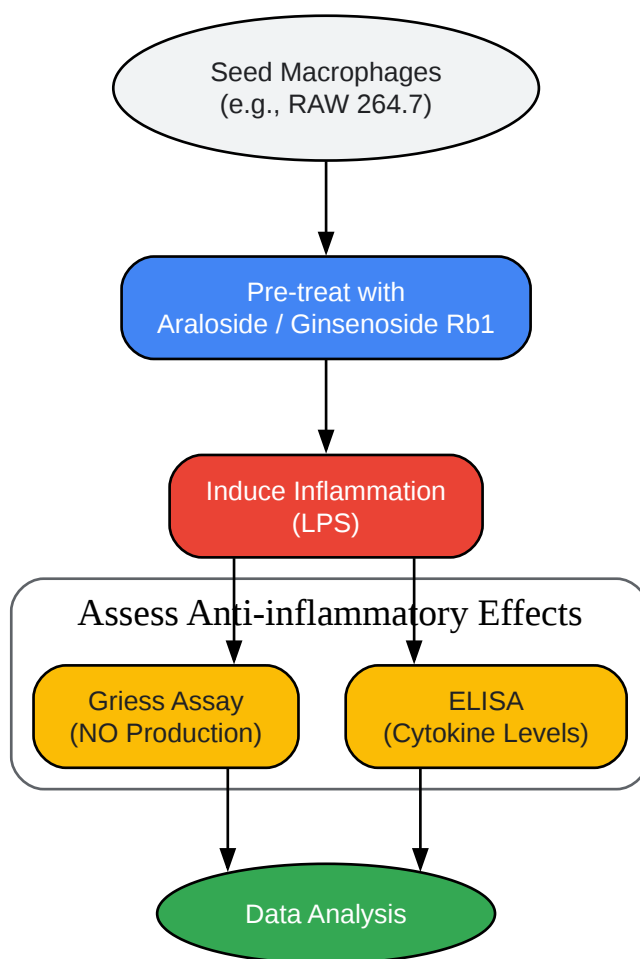 Seed Macrophages
(e.g., RAW 264.7)
Pre-treat with
Araloside / Ginsenoside Rb1
Induce Inflammation
(LPS)
Assess Anti-inflammatory Effects
Griess Assay
(NO Production)
ELISA
(Cytokine Levels)
Data Analysis